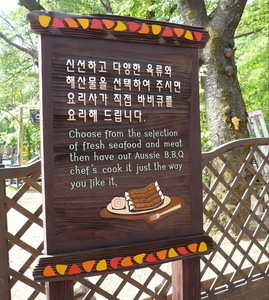 신선하고 다양한 육류와
해산물을 선택하여 주시면
요리사가 직접 바비큐를
요리해 드립니다.
Choose from the selection
of fresh seafood and meat
then have our Aussie B.B.Q
chef's cook it just the way
you like it.